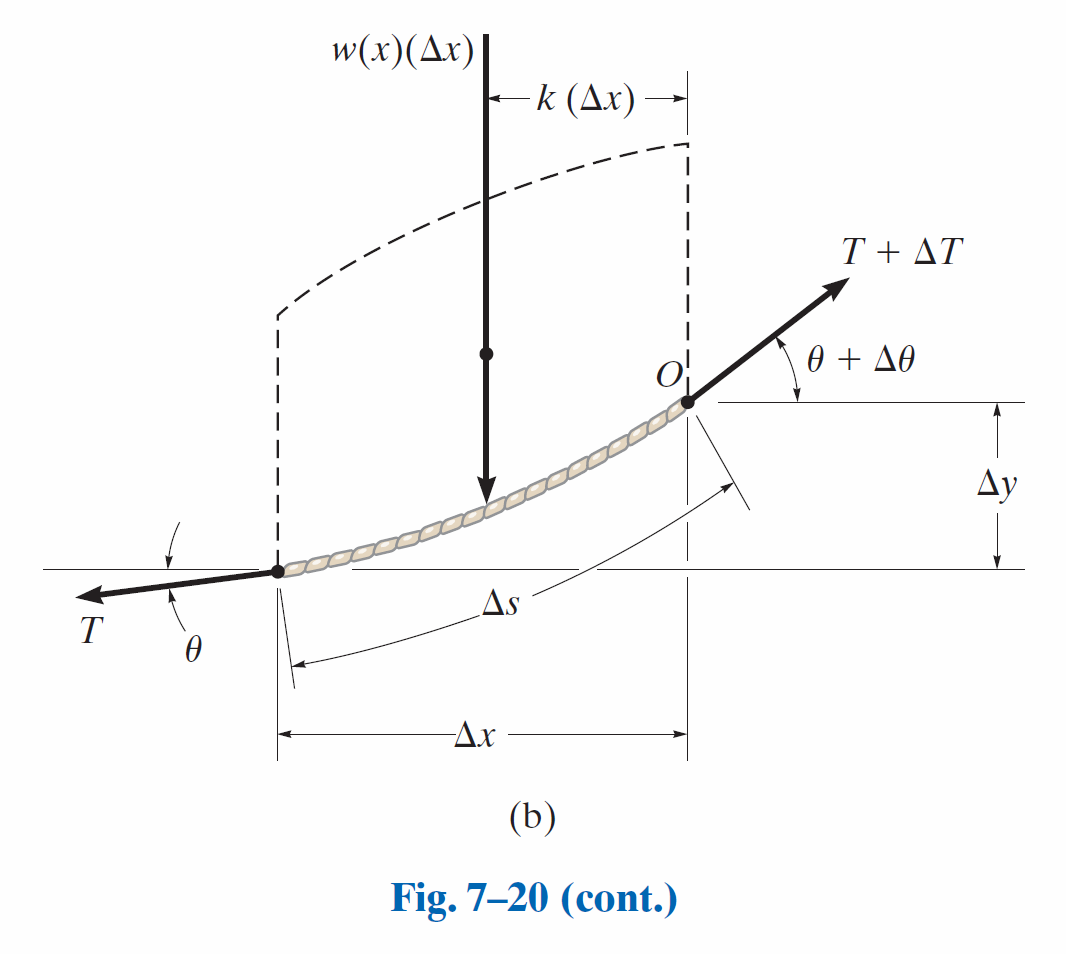 w(x)(Δx)
k (Δx)
T + ΔT
O
θ + Δθ
Δy
Δs
T
θ
Δx
(b)
Fig. 7–20 (cont.)